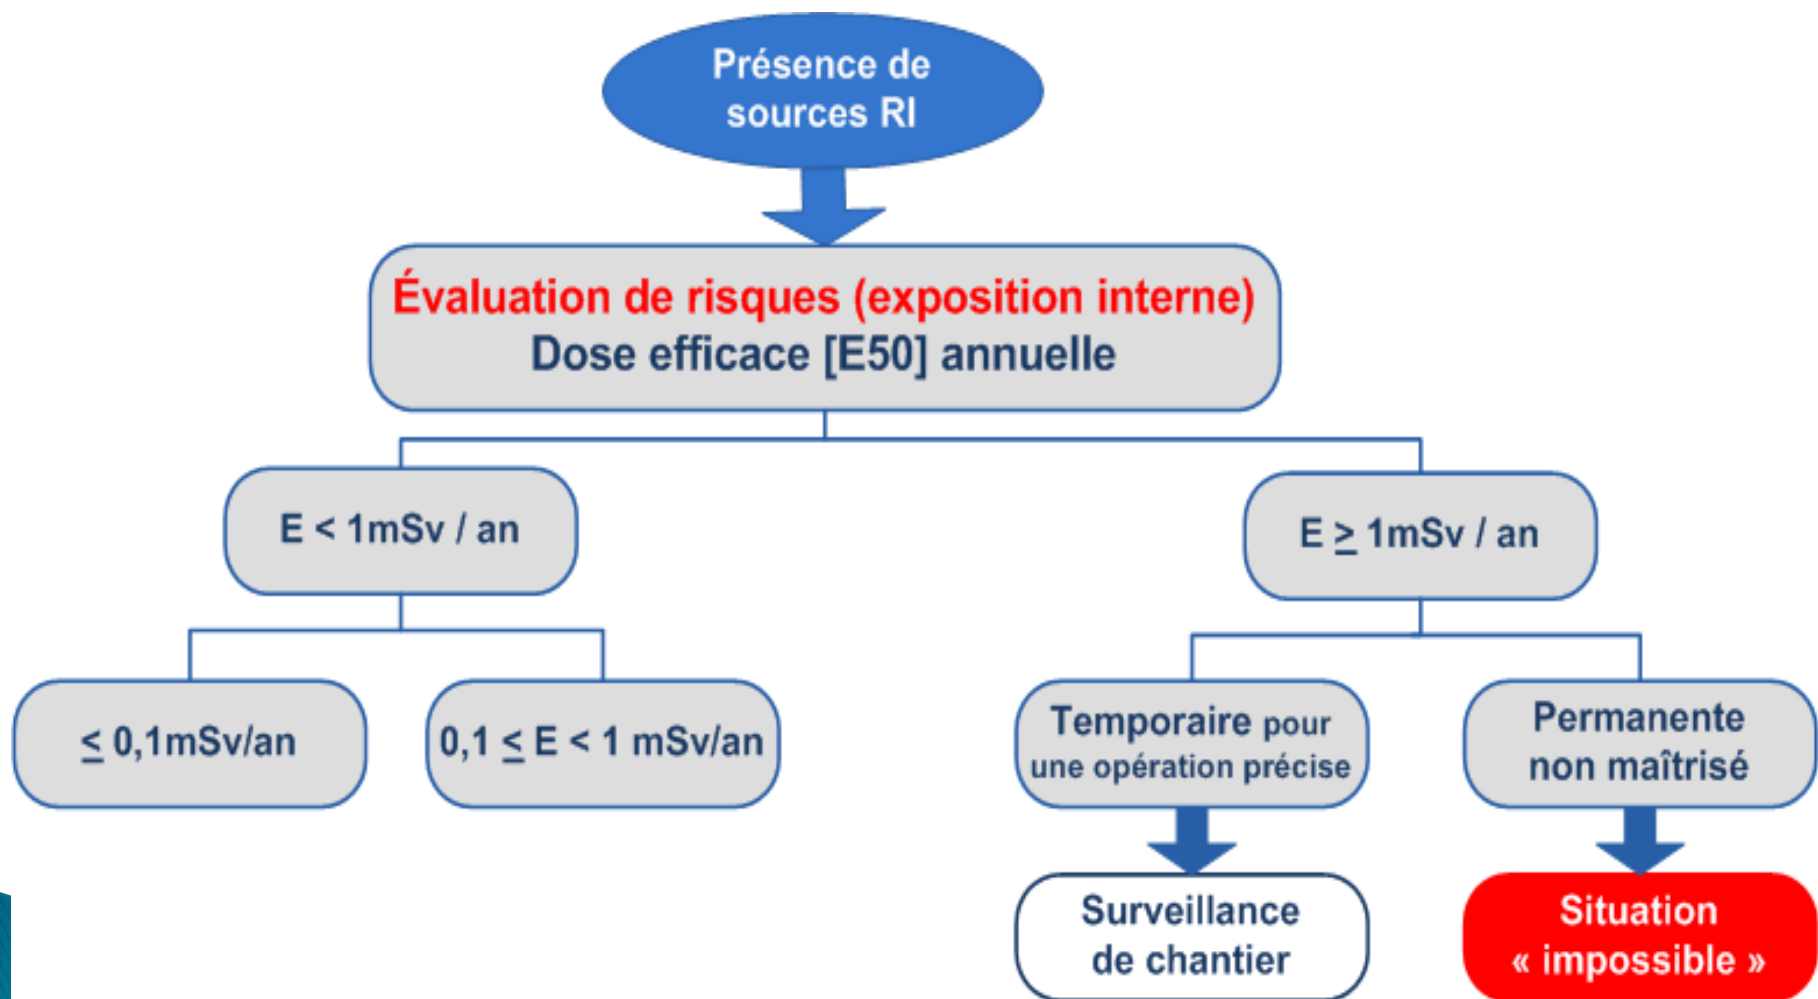 Présence de
sources RI
Évaluation de risques (exposition interne)
Dose efficace [E50] annuelle
E < 1mSv / an
E ≥ 1mSv / an
≤ 0,1mSv/an
0,1 ≤ E < 1 mSv/an
Temporaire pour
une opération précise
Permanente
non maîtrisé
Surveillance
de chantier
Situation
« impossible »